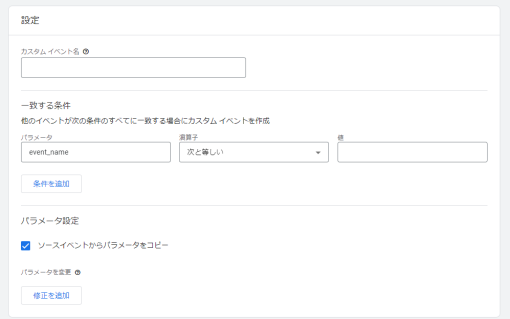 設定
カスタム イベント名
一致する条件
他のイベントが次の条件のすべてに一致する場合にカスタム イベントを作成
パラメータ 演算子 値
event_name 次と等しい
条件を追加
パラメータ設定
ソースイベントからパラメータをコピー
パラメータを変更
修正を追加